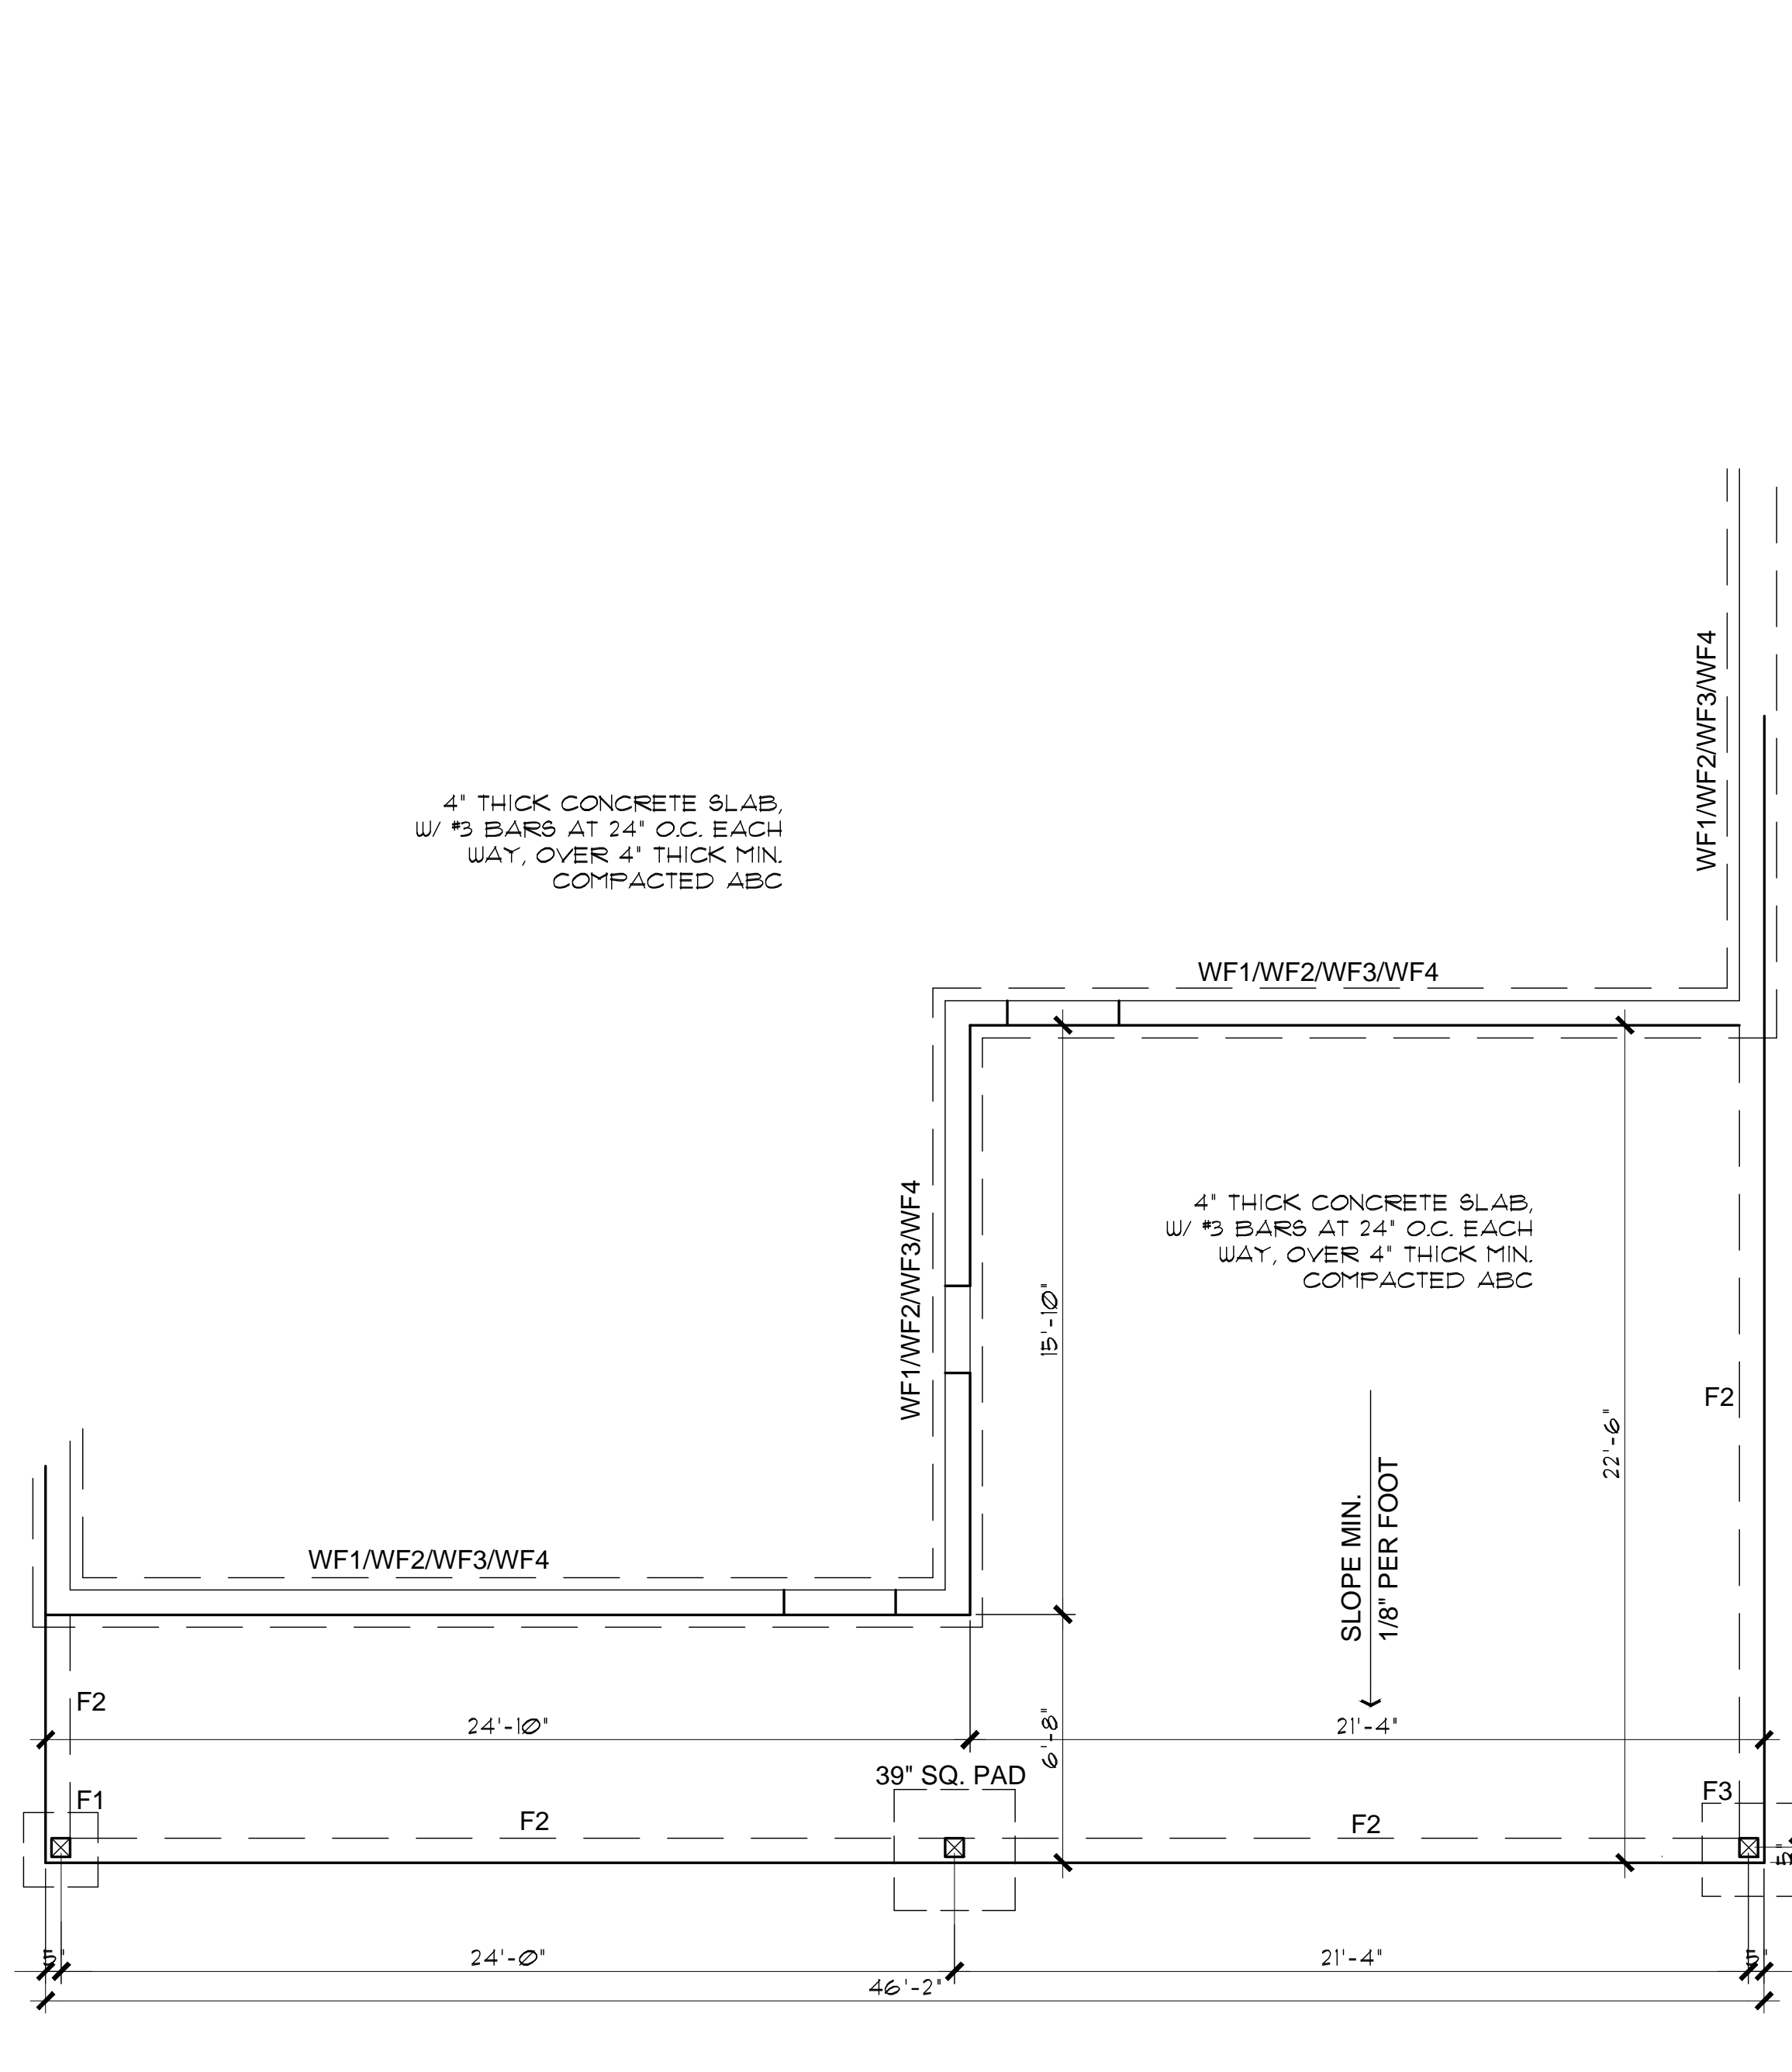 WF1/WF2/WF3/WF4
4" THICK CONCRETE SLAB,
W/ #3 BARS AT 24" O.C. EACH
WAY, OVER 4" THICK MIN.
COMPACTED ABC
WF1/WF2/WF3/WF4
4" THICK CONCRETE SLAB,
W/ #3 BARS AT 24" O.C. EACH
WAY, OVER 4" THICK MIN.
COMPACTED ABC
WF1/WF2/WF3/WF4
15'-10"
F2
22'-6"
SLOPE MIN.
1/8" PER FOOT
WF1/WF2/WF3/WF4
F2
24'-10"
6'-8"
21'-4"
39" SQ. PAD
F1
F2
F2
F3
5"
5"
24'-0"
21'-4"
5"
46'-2"